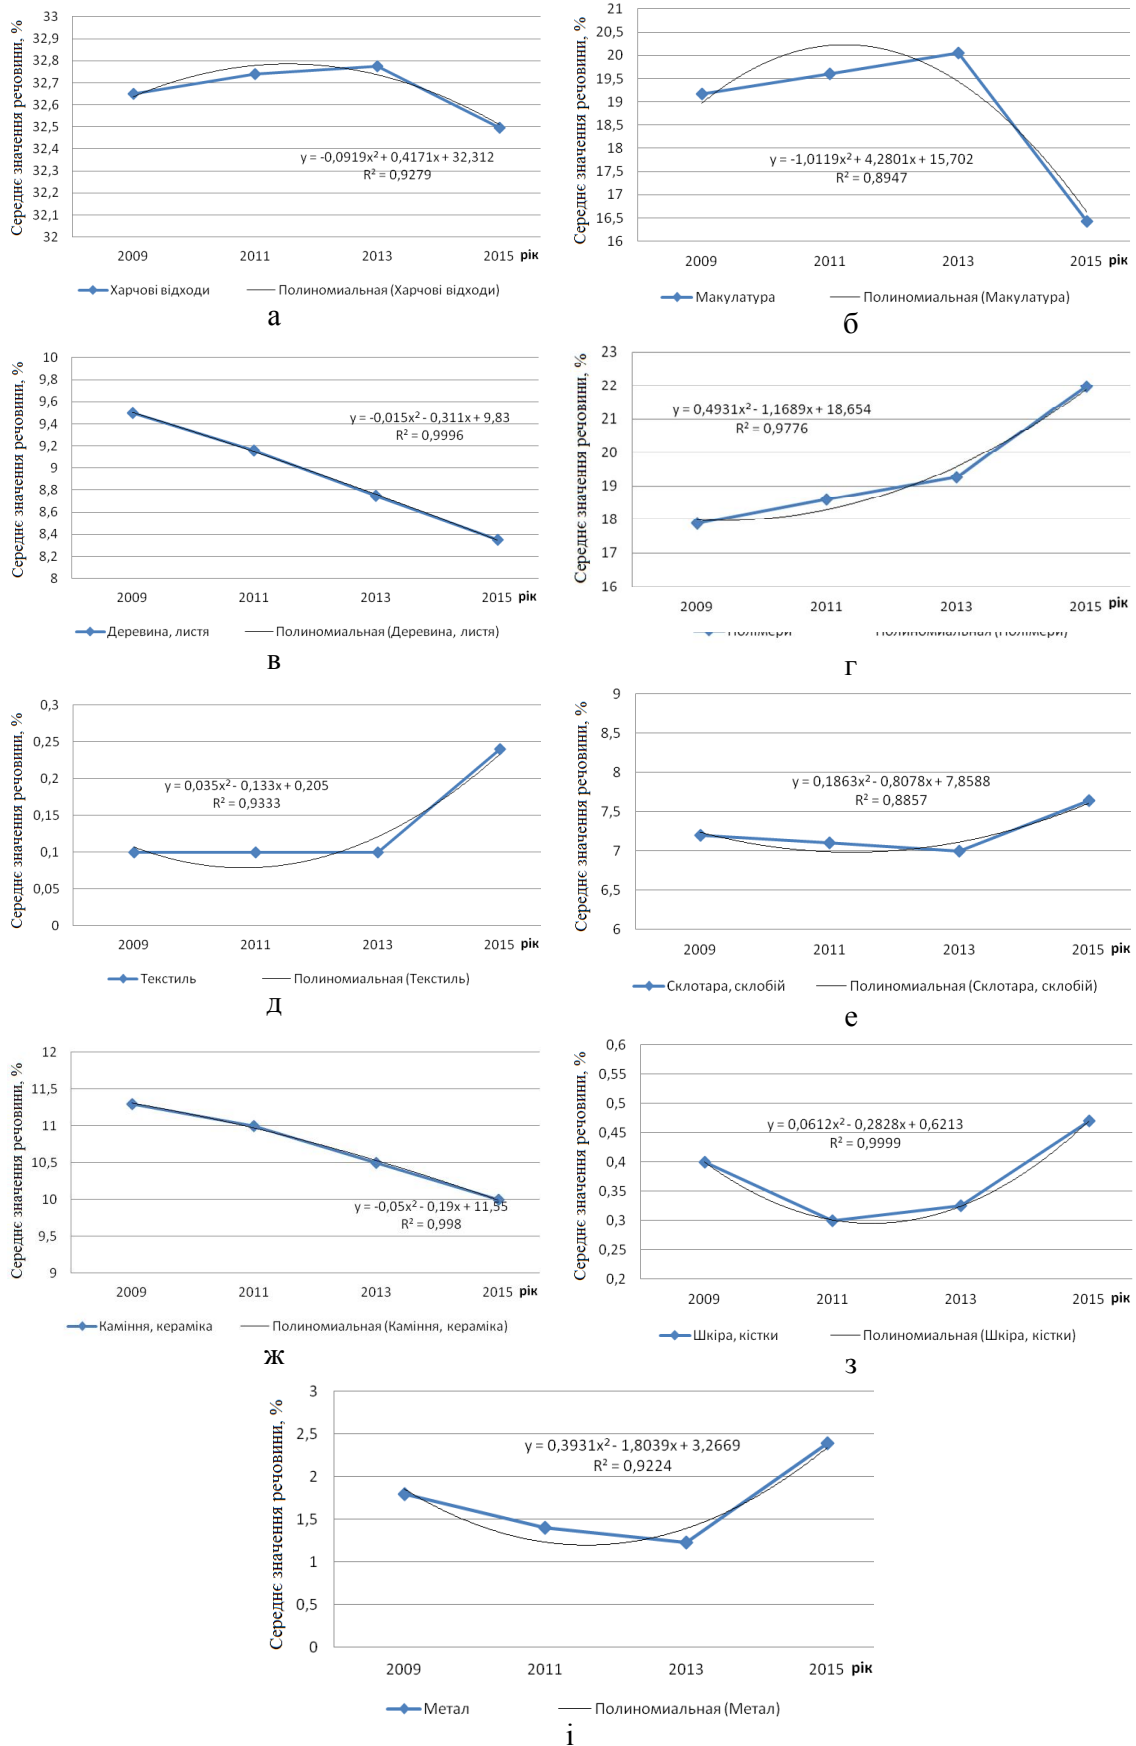 Середнє значення речовини, %
33
32,9
32,8
32,7
32,6
32,5
32,4
32,3
32,2
32,1
32
y = -0,0919x² + 0,4171x + 32,312
R² = 0,9279
2009 2011 2013 2015 рік
Харчові відходи Полиномиальная (Харчові відходи)
а
Середнє значення речовини, %
21
20,5
20
19,5
19
18,5
18
17,5
17
16,5
16
y = -1,0119x² + 4,2801x + 15,702
R² = 0,8947
2009 2011 2013 2015 рік
Макулатура Полиномиальная (Макулатура)
б
Середнє значення речовини, %
10
9,8
9,6
9,4
9,2
9
8,8
8,6
8,4
8,2
8
y = -0,015x² - 0,311x + 9,83
R² = 0,9996
2009 2011 2013 2015 рік
Деревина, листя Полиномиальная (Деревина, листя)
в
Середнє значення речовини, %
23
22
21
20
19
18
17
16
y = 0,4931x² - 1,1689x + 18,654
R² = 0,9776
2009 2011 2013 2015 рік
Полімери Полиномиальная (Полімери)
г
Середнє значення речовини, %
0,3
0,25
0,2
0,15
0,1
0,05
0
y = 0,035x² - 0,133x + 0,205
R² = 0,9333
2009 2011 2013 2015 рік
Текстиль Полиномиальная (Текстиль)
д
Середнє значення речовини, %
9
8,5
8
7,5
7
6,5
6
y = 0,1863x² - 0,8078x + 7,8588
R² = 0,8857
2009 2011 2013 2015 рік
Склотара, склобій Полиномиальная (Склотара, склобій)
е
Середнє значення речовини, %
12
11,5
11
10,5
10
9,5
9
y = -0,05x² - 0,19x + 11,55
R² = 0,998
2009 2011 2013 2015 рік
Каміння, кераміка Полиномиальная (Каміння, кераміка)
ж
Середнє значення речовини, %
0,6
0,55
0,5
0,45
0,4
0,35
0,3
0,25
0,2
y = 0,0612x² - 0,2828x + 0,6213
R² = 0,9999
2009 2011 2013 2015 рік
Шкіра, кістки Полиномиальная (Шкіра, кістки)
з
Середнє значення речовини, %
3
2,5
2
1,5
1
0,5
0
y = 0,3931x² - 1,8039x + 3,2669
R² = 0,9224
2009 2011 2013 2015 рік
Метал Полиномиальная (Метал)
і